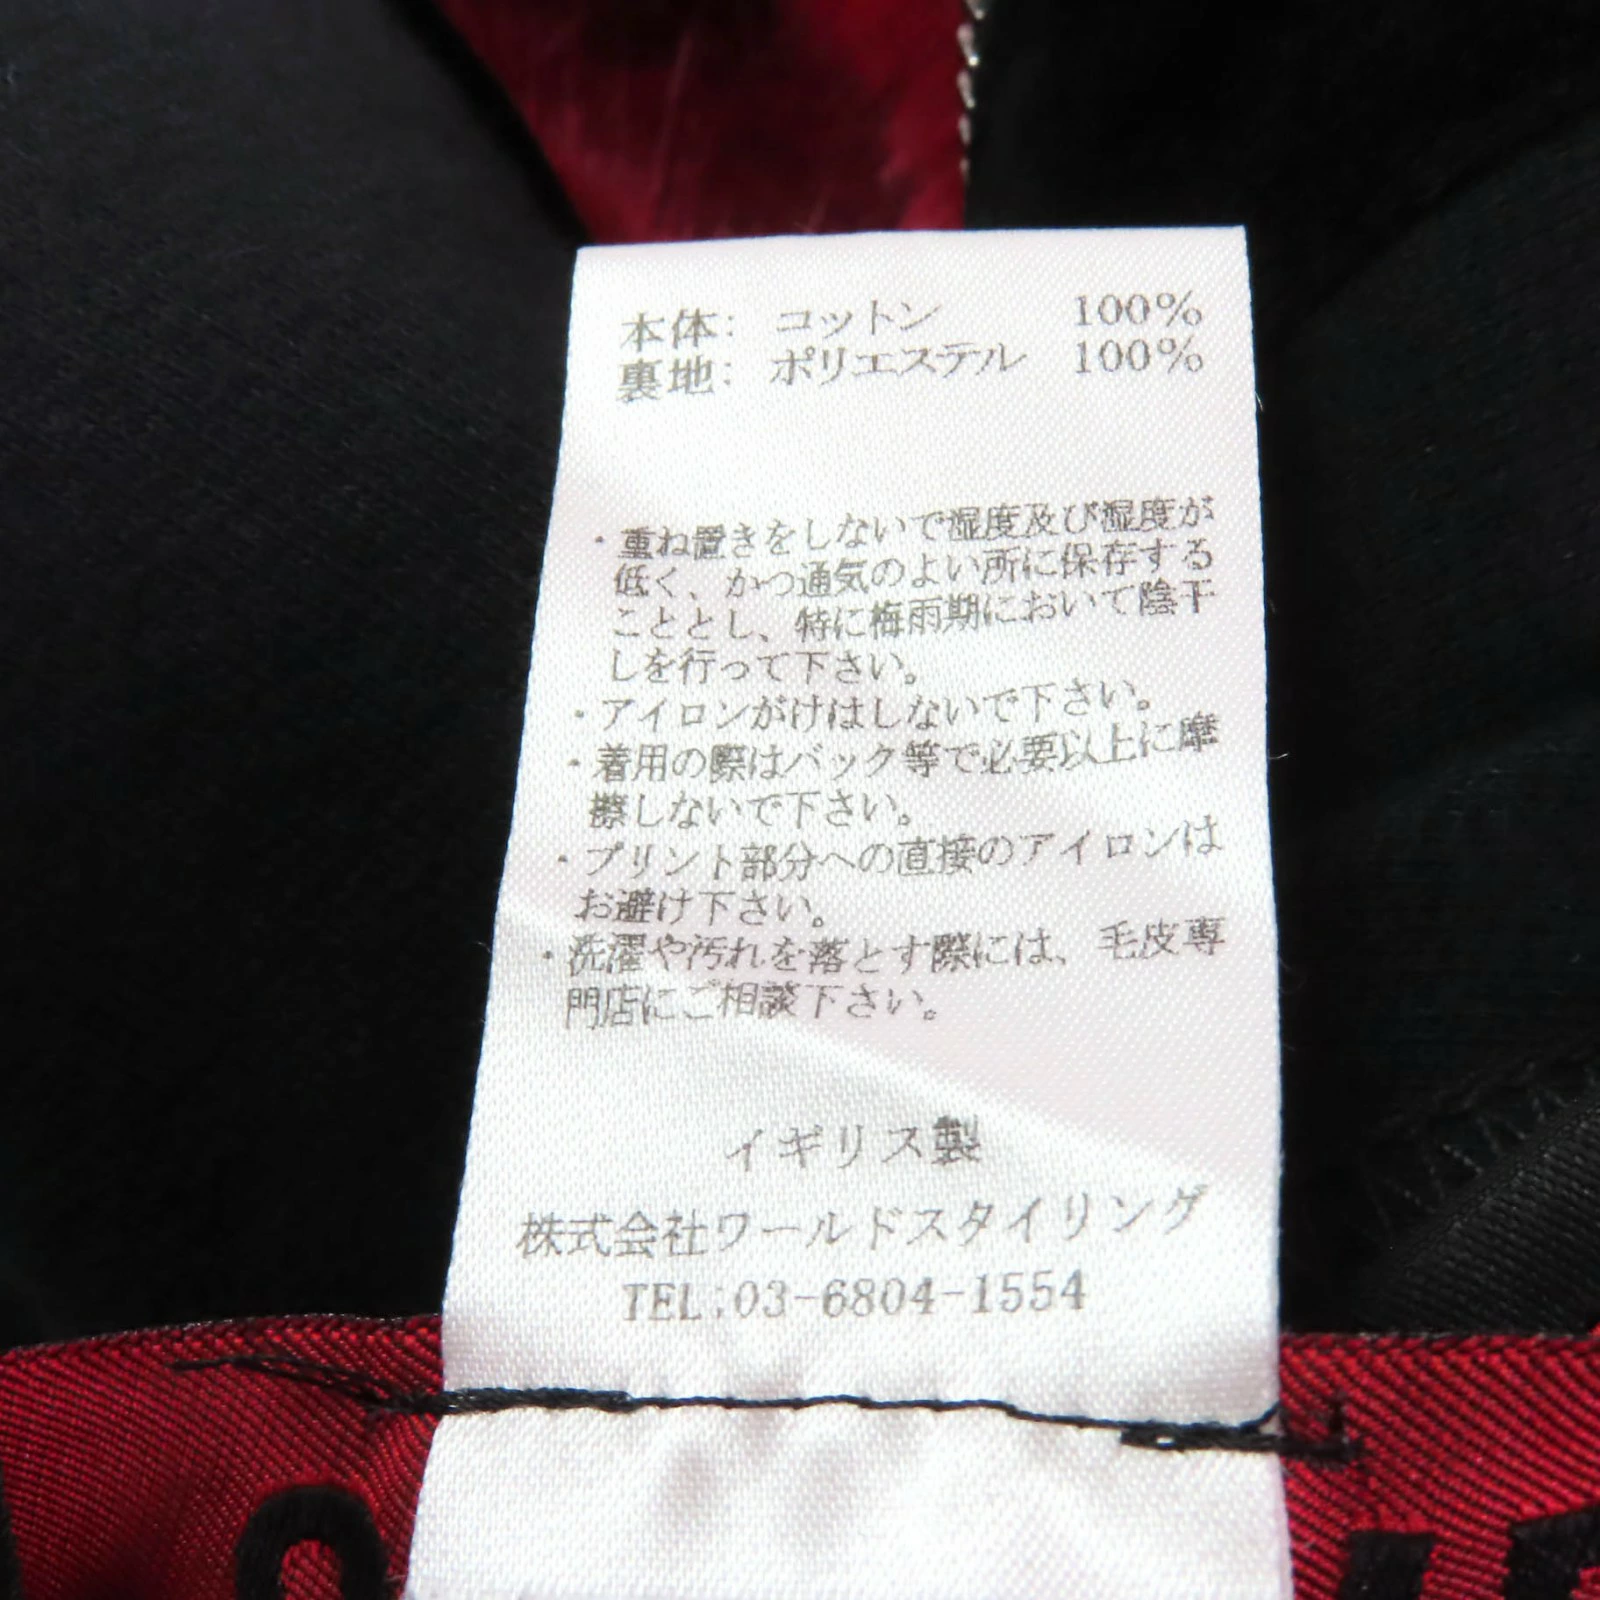 本体: コットン 100%
裏地: ポリエステル 100%
・重ね置きをしないで湿度及び湿度が
低く、かつ通気のよい所に保存する
こととし、特に梅雨期において陰干
しを行って下さい。
・アイロンがけはしないで下さい。
・着用の際はバック等で必要以上に摩
擦しないで下さい。
・プリント部分への直接のアイロンは
お避け下さい。
・洗濯や汚れを落とす際には、毛皮専
門店にご相談下さい。
イギリス製
株式会社ワールドスタイリング
TEL:03-6804-1554